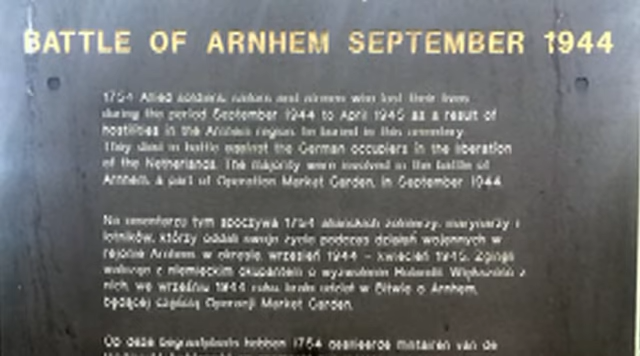 BATTLE OF ARNHEM SEPTEMBER 1944
1754 Allied soldiers, sailors and airmen who lost their lives
during the period September 1944 to April 1945 as a result of
hostilities in the Arnhem region, lie buried in this cemetery.
They died in battle against the German occupiers in the liberation
of the Netherlands. The majority were involved in the battle of
Arnhem, a part of Operation Market Garden, in September 1944.
Na cmentarzu tym spoczywa 1754 alianckich żołnierzy, marynarzy i
lotników, którzy oddali swoje życie podczas działań wojennych w
rejonie Arnhem w okresie wrzesień 1944 - kwiecień 1945. Zginęli
walcząc z niemieckim okupantem o wyzwolenie Holandii. Większość z
nich, we wrześniu 1944 roku, brało udział w Bitwie o Arnhem,
będącej częścią Operacji Market Garden.
Op deze begraafplaats hebben 1754 geallieerde militairen van de